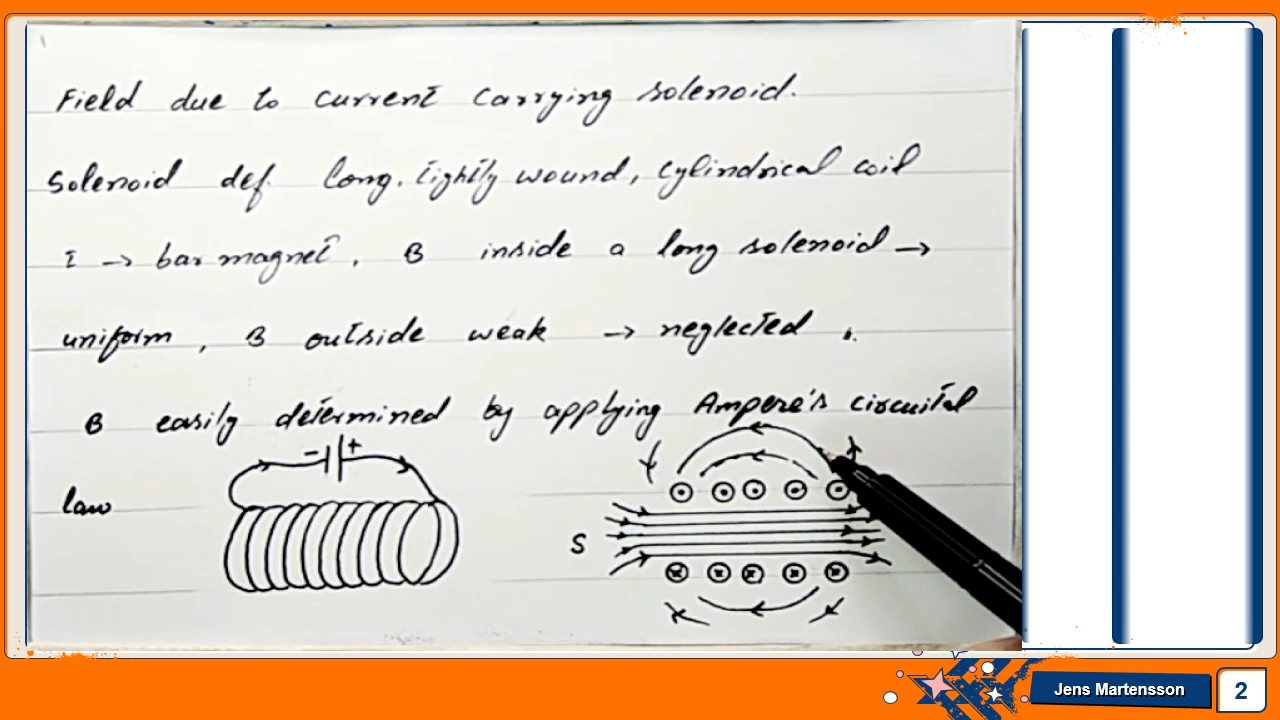 Field due to current carrying solenoid.
Solenoid def. long, tightly wound, cylindrical coil
I → bar magnet, B inside a long solenoid →
uniform, B outside weak → neglected.
B easily determined by applying Ampere's circuital
law
- +
S
Jens Martensson
2